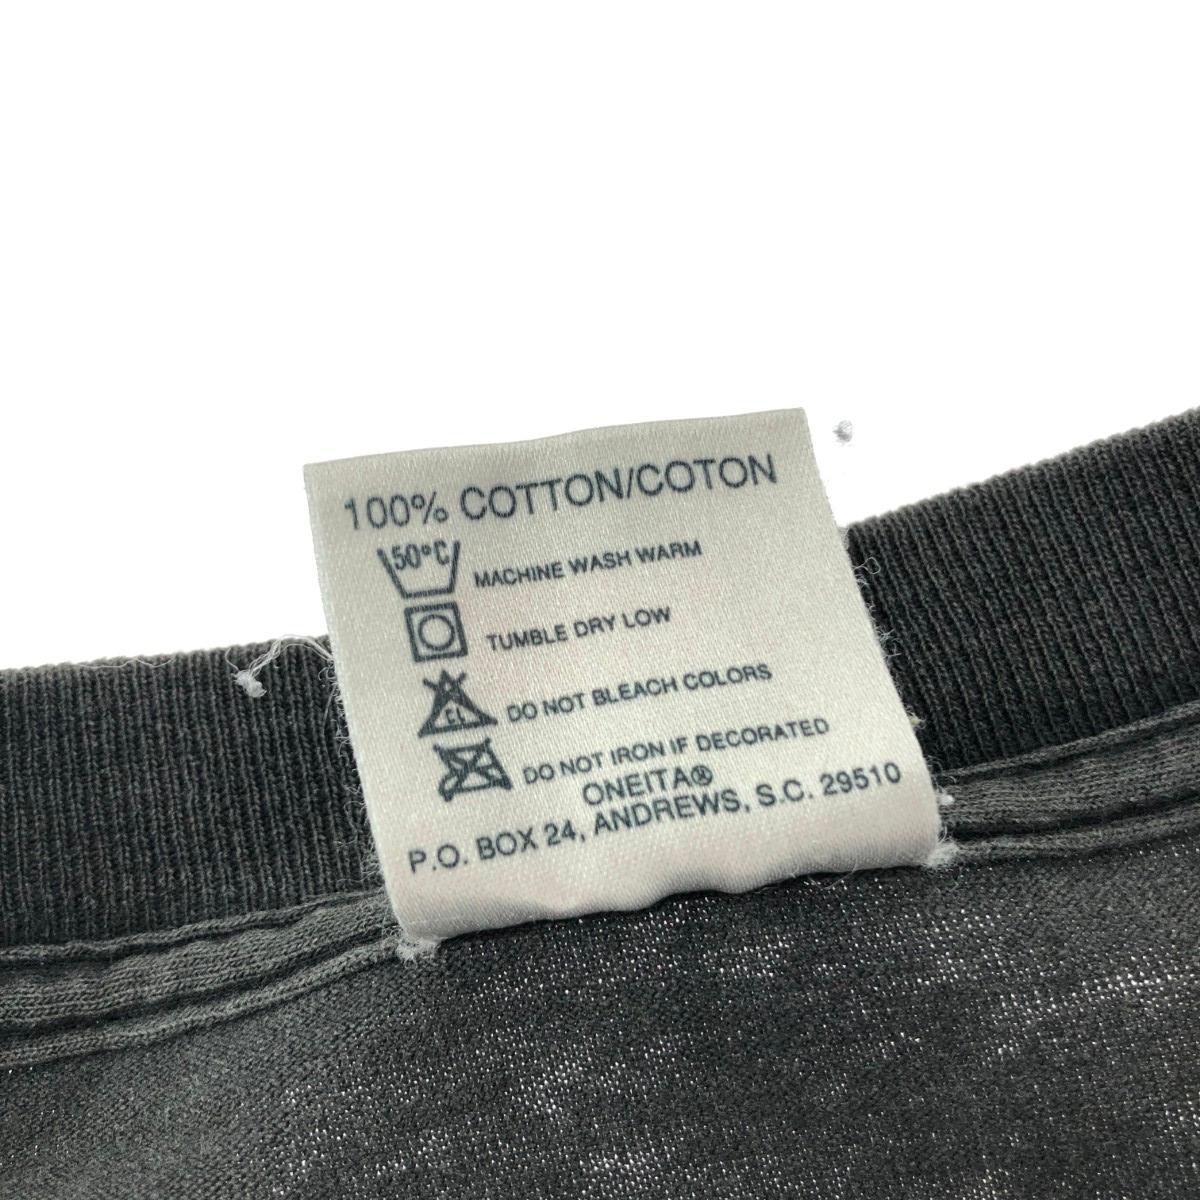 100% COTTON/COTON
50°C MACHINE WASH WARM
TUMBLE DRY LOW
CL DO NOT BLEACH COLORS
DO NOT IRON IF DECORATED
ONEITA®
P.O. BOX 24, ANDREWS, S.C. 29510